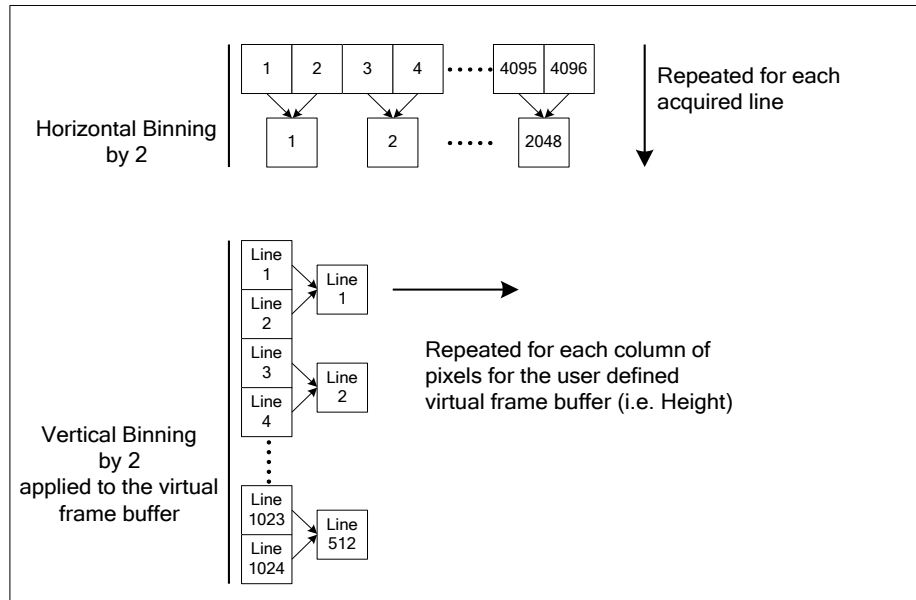 1 2 3 4 4095 4096
1 2 2048
Horizontal Binning
by 2
Repeated for each
acquired line
Line
1
Line
2
Line
1
Line
3
Line
4
Line
2
Line
1023
Line
1024
Line
512
Repeated for each column of
pixels for the user defined
virtual frame buffer (i.e. Height)
Vertical Binning
by 2
applied to the virtual
frame buffer